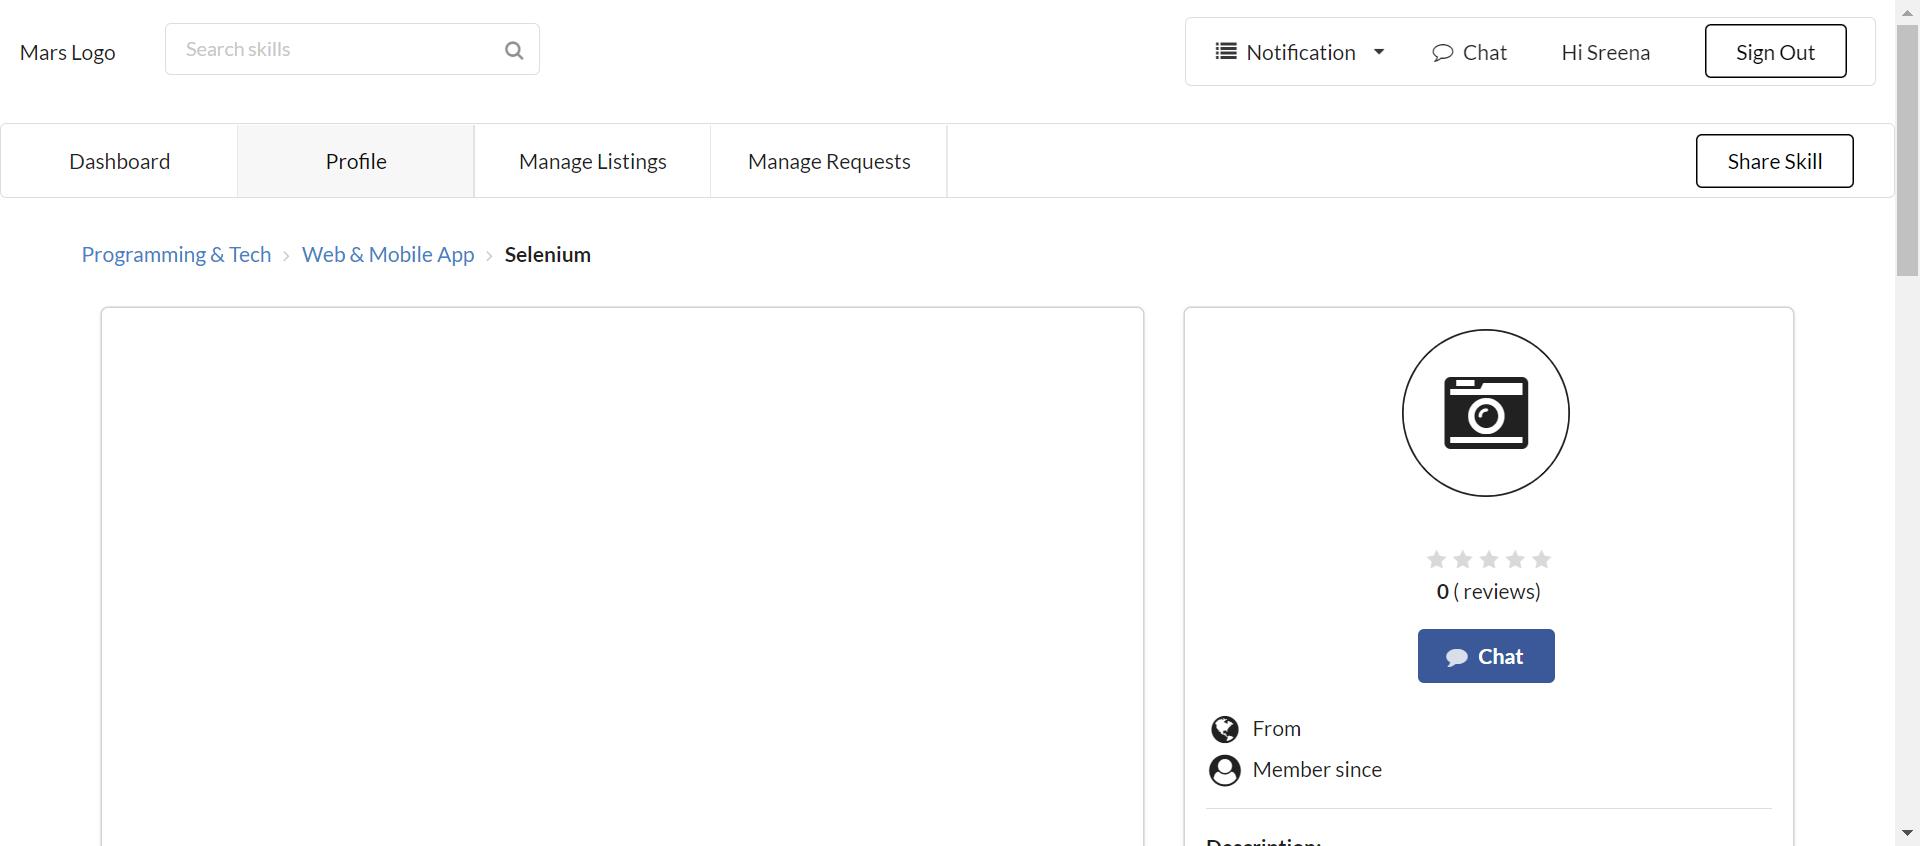 Mars Logo
Search skills
Notification
Chat
Hi Sreena
Sign Out
Dashboard
Profile
Manage Listings
Manage Requests
Share Skill
Programming & Tech
Web & Mobile App
Selenium
0 ( reviews)
Chat
From
Member since
Description: